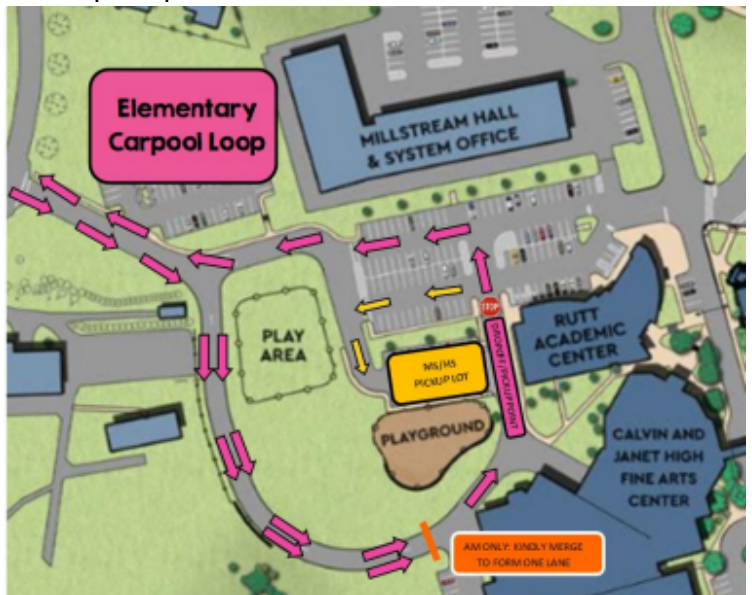 Elementary
Carpool Loop
MILLSTREAM HALL
& SYSTEM OFFICE
STOP
RUTT
ACADEMIC
CENTER
PLAY
AREA
MS/HS
PICKUP LOT
DROPOFF/PICKUP POINT
PLAYGROUND
CALVIN AND
JANET HIGH
FINE ARTS
CENTER
AM ONLY: KINDLY MERGE
TO FORM ONE LANE